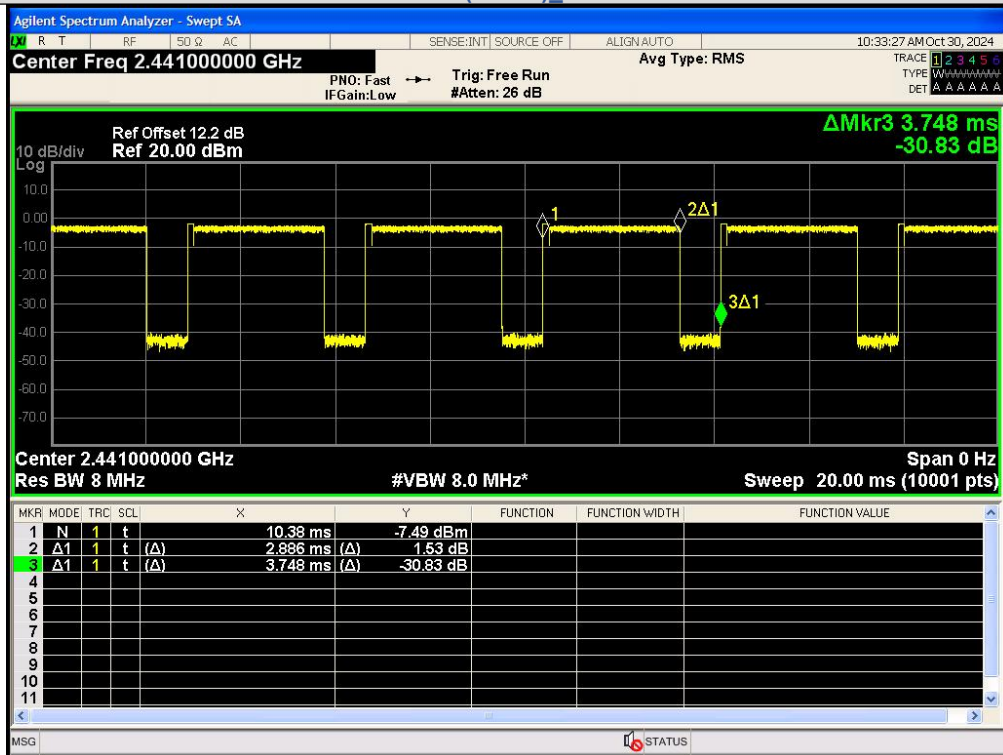 Agilent Spectrum Analyzer - Swept SA
LXI R T RF 50 Ω AC SENSE:INT SOURCE OFF ALIGN AUTO 10:33:27 AM Oct 30, 2024
Center Freq 2.441000000 GHz Avg Type: RMS TRACE 1 2 3 4 5 6
PNO: Fast Trig: Free Run TYPE WWWWWW
IFGain:Low #Atten: 26 dB DET A A A A A A
ΔMkr3 3.748 ms
Ref Offset 12.2 dB
10 dB/div Ref 20.00 dBm -30.83 dB
Log
10.0
0.00
1 2Δ1
-10.0
-20.0
-30.0
3Δ1
-40.0
-50.0
-60.0
-70.0
Center 2.441000000 GHz Span 0 Hz
Res BW 8 MHz #VBW 8.0 MHz* Sweep 20.00 ms (10001 pts)
MKR MODE TRC SCL X Y FUNCTION FUNCTION WIDTH FUNCTION VALUE
1 N 1 t 10.38 ms -7.49 dBm
2 Δ1 1 t (Δ) 2.886 ms (Δ) 1.53 dB
3 Δ1 1 t (Δ) 3.748 ms (Δ) -30.83 dB
4
5
6
7
8
9
10
11
MSG STATUS